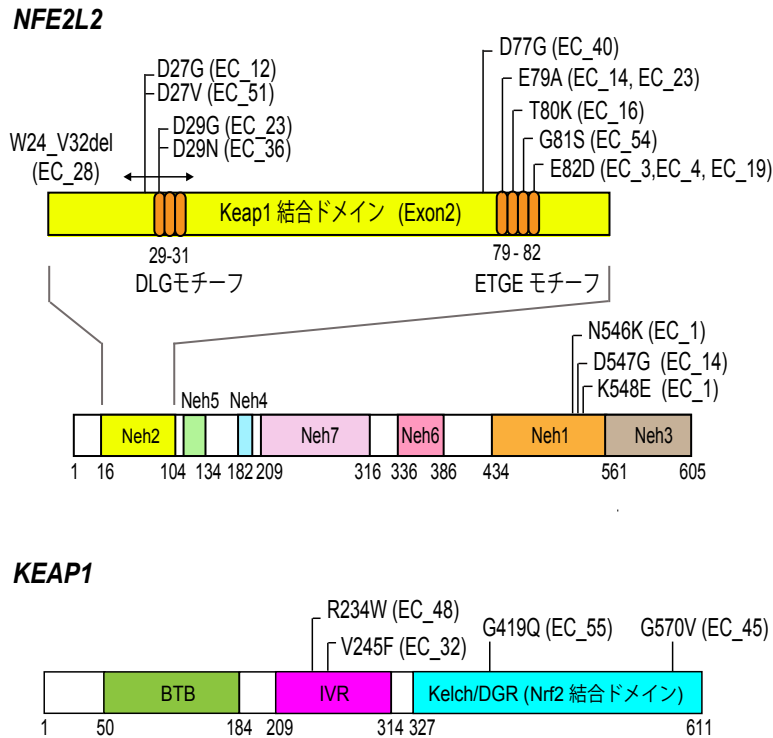 NFE2L2
D77G (EC_40)
D27G (EC_12)
E79A (EC_14, EC_23)
D27V (EC_51)
T80K (EC_16)
D29G (EC_23)
G81S (EC_54)
W24_V32del
D29N (EC_36)
(EC_28)
E82D (EC_3,EC_4, EC_19)
Keap1 結合ドメイン (Exon2)
29-31
79 - 82
DLGモチーフ
ETGE モチーフ
N546K (EC_1)
D547G (EC_14)
K548E (EC_1)
Neh5 Neh4
Neh2 Neh7 Neh6 Neh1 Neh3
1 16 104 134 182 209 316 336 386 434 561 605
KEAP1
R234W (EC_48)
G419Q (EC_55) G570V (EC_45)
V245F (EC_32)
BTB IVR Kelch/DGR (Nrf2 結合ドメイン)
1 50 184 209 314 327 611